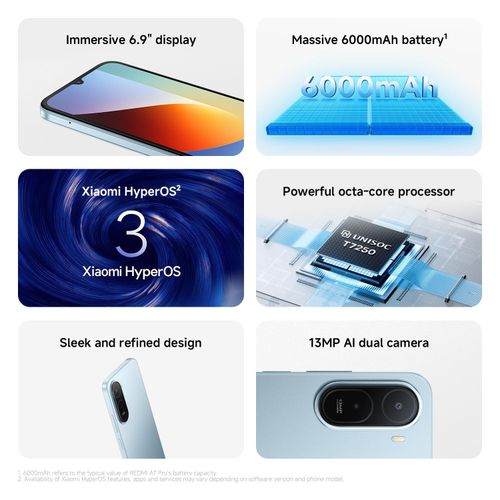 Immersive 6.9" display
Massive 6000mAh battery¹
6000mAh
Xiaomi HyperOS²
3
Xiaomi HyperOS
Powerful octa-core processor
UNISOC
T7250
Sleek and refined design
13MP AI dual camera
13MP
1. 6000mAh refers to the typical value of REDMI A7 Pro's battery capacity.
2. Availability of Xiaomi HyperOS features, apps and services may vary depending on software version and phone model.